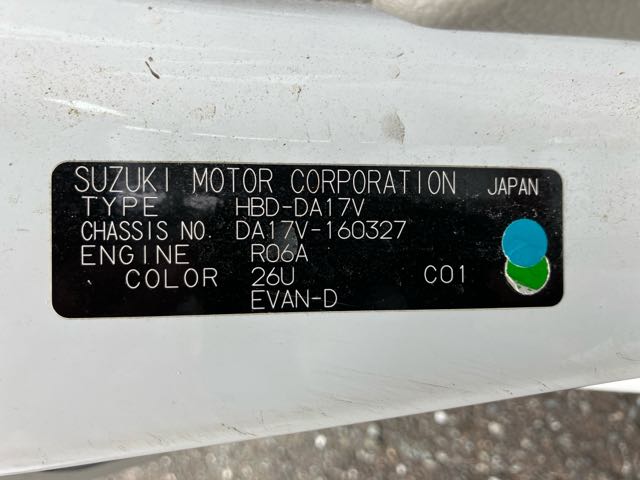 SUZUKI MOTOR CORPORATION JAPAN
TYPE HBD-DA17V
CHASSIS NO. DA17V-160327
ENGINE R06A
COLOR 26U C01
EVAN-D